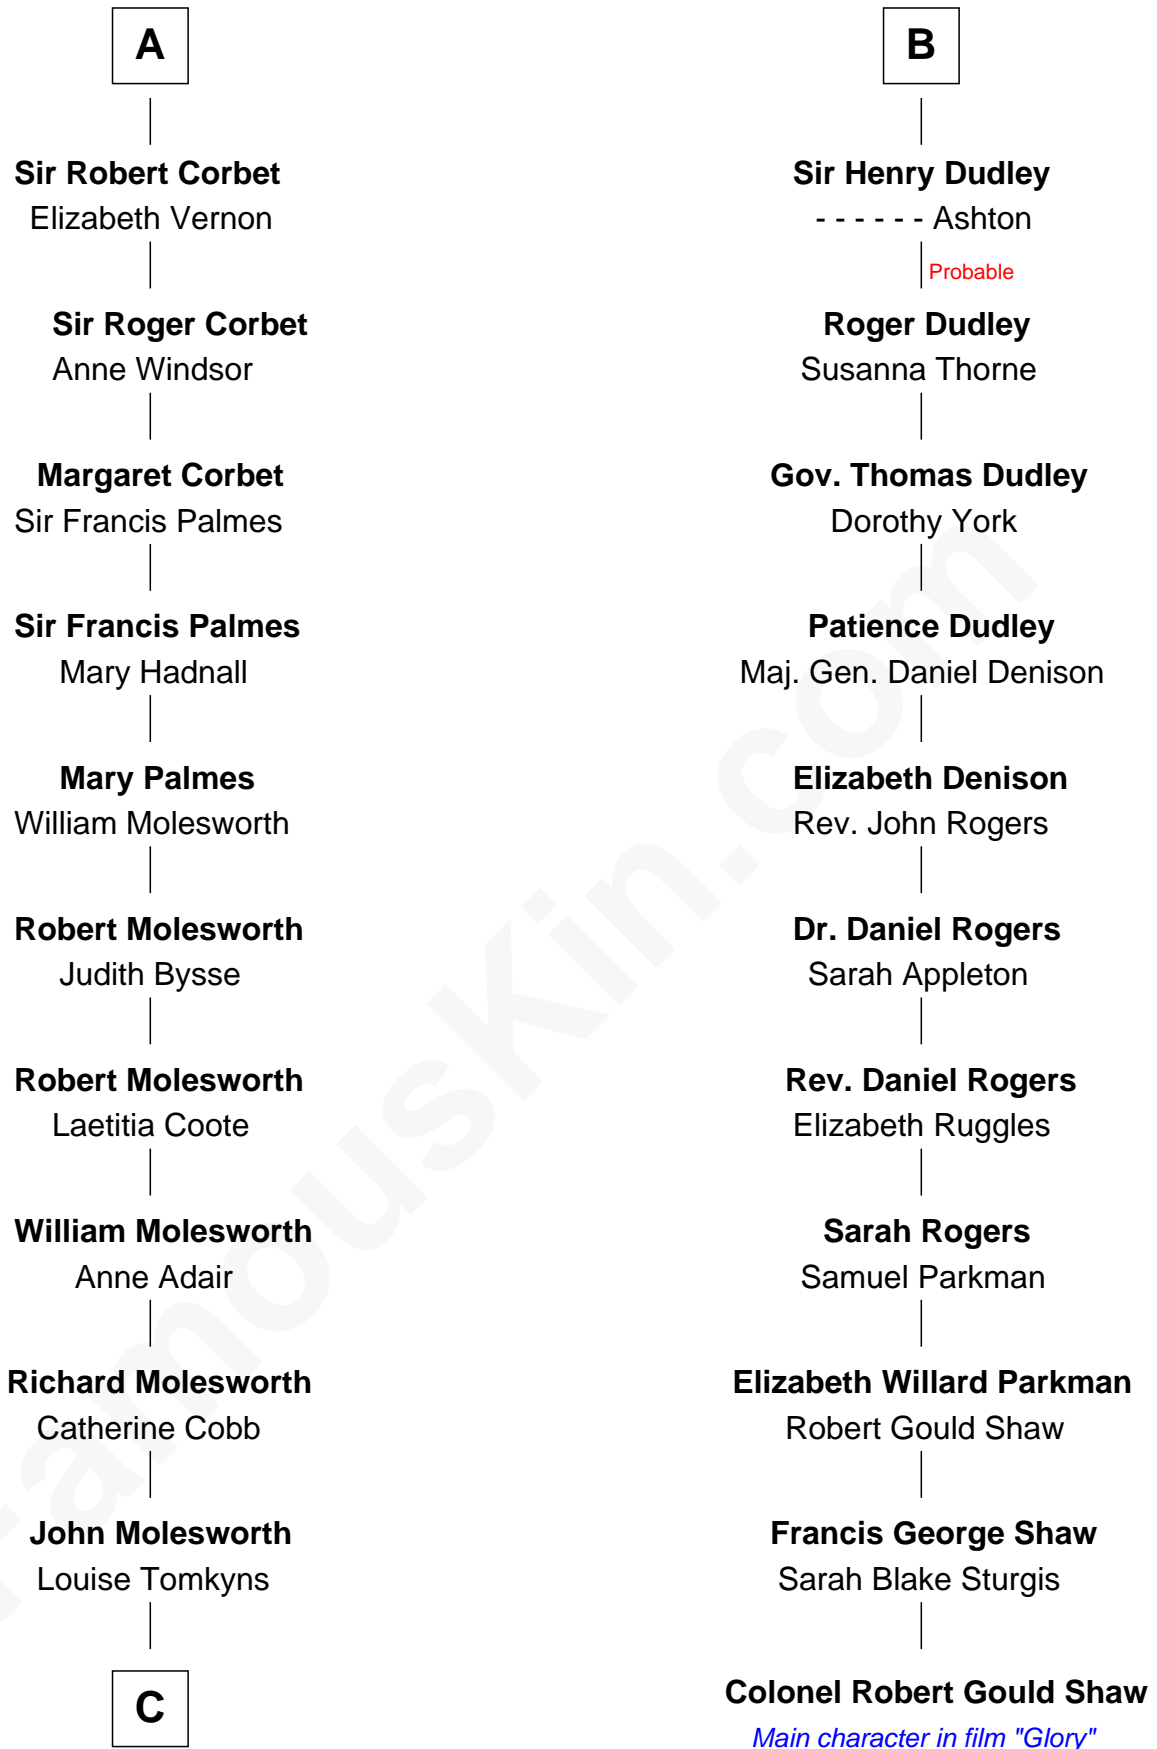 A
Sir Robert Corbet
Elizabeth Vernon
Sir Roger Corbet
Anne Windsor
Margaret Corbet
Sir Francis Palmes
Sir Francis Palmes
Mary Hadnall
Mary Palmes
William Molesworth
Robert Molesworth
Judith Bysse
Robert Molesworth
Laetitia Coote
William Molesworth
Anne Adair
Richard Molesworth
Catherine Cobb
John Molesworth
Louise Tomkyns
C
B
Sir Henry Dudley
- - - - - - Ashton
Probable
Roger Dudley
Susanna Thorne
Gov. Thomas Dudley
Dorothy York
Patience Dudley
Maj. Gen. Daniel Denison
Elizabeth Denison
Rev. John Rogers
Dr. Daniel Rogers
Sarah Appleton
Rev. Daniel Rogers
Elizabeth Ruggles
Sarah Rogers
Samuel Parkman
Elizabeth Willard Parkman
Robert Gould Shaw
Francis George Shaw
Sarah Blake Sturgis
Colonel Robert Gould Shaw
Main character in film "Glory"
FamousKin.com